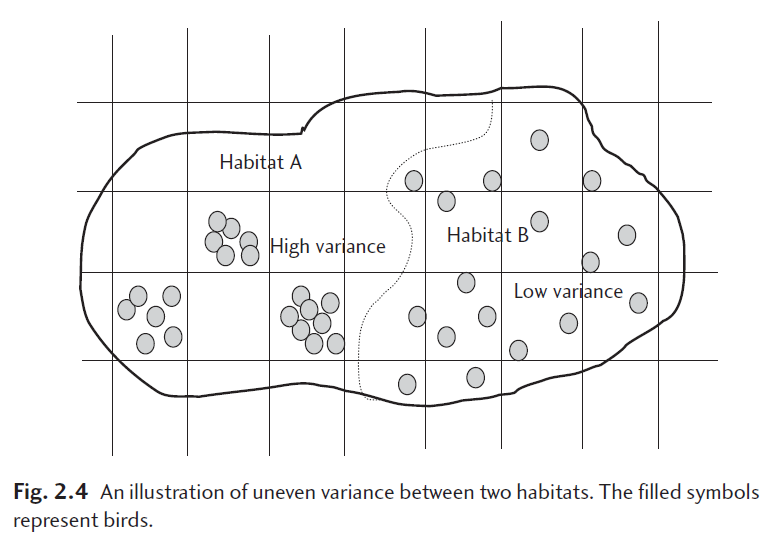 Habitat A
High variance
Habitat B
Low variance
Fig. 2.4 An illustration of uneven variance between two habitats. The filled symbols
represent birds.